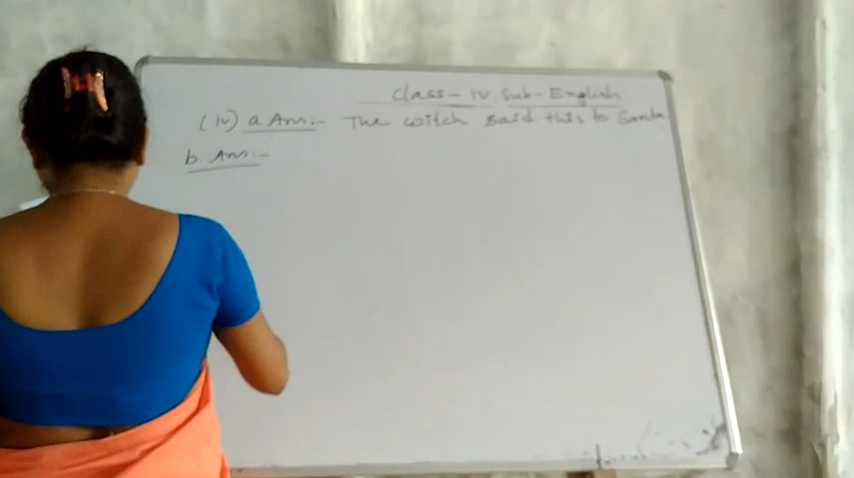 Class - IV Sub - English
(iv) a Ans:- The witch said this to Santa
b. Ans:-